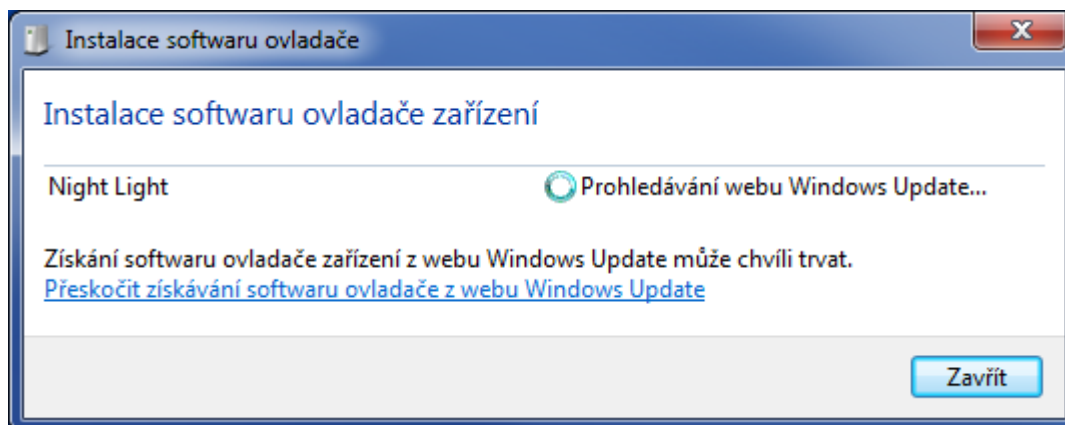 Instalace softwaru ovladače
Instalace softwaru ovladače zařízení
Night Light Prohledávání webu Windows Update...
Získání softwaru ovladače zařízení z webu Windows Update může chvíli trvat.
Přeskočit získávání softwaru ovladače z webu Windows Update
Zavřít